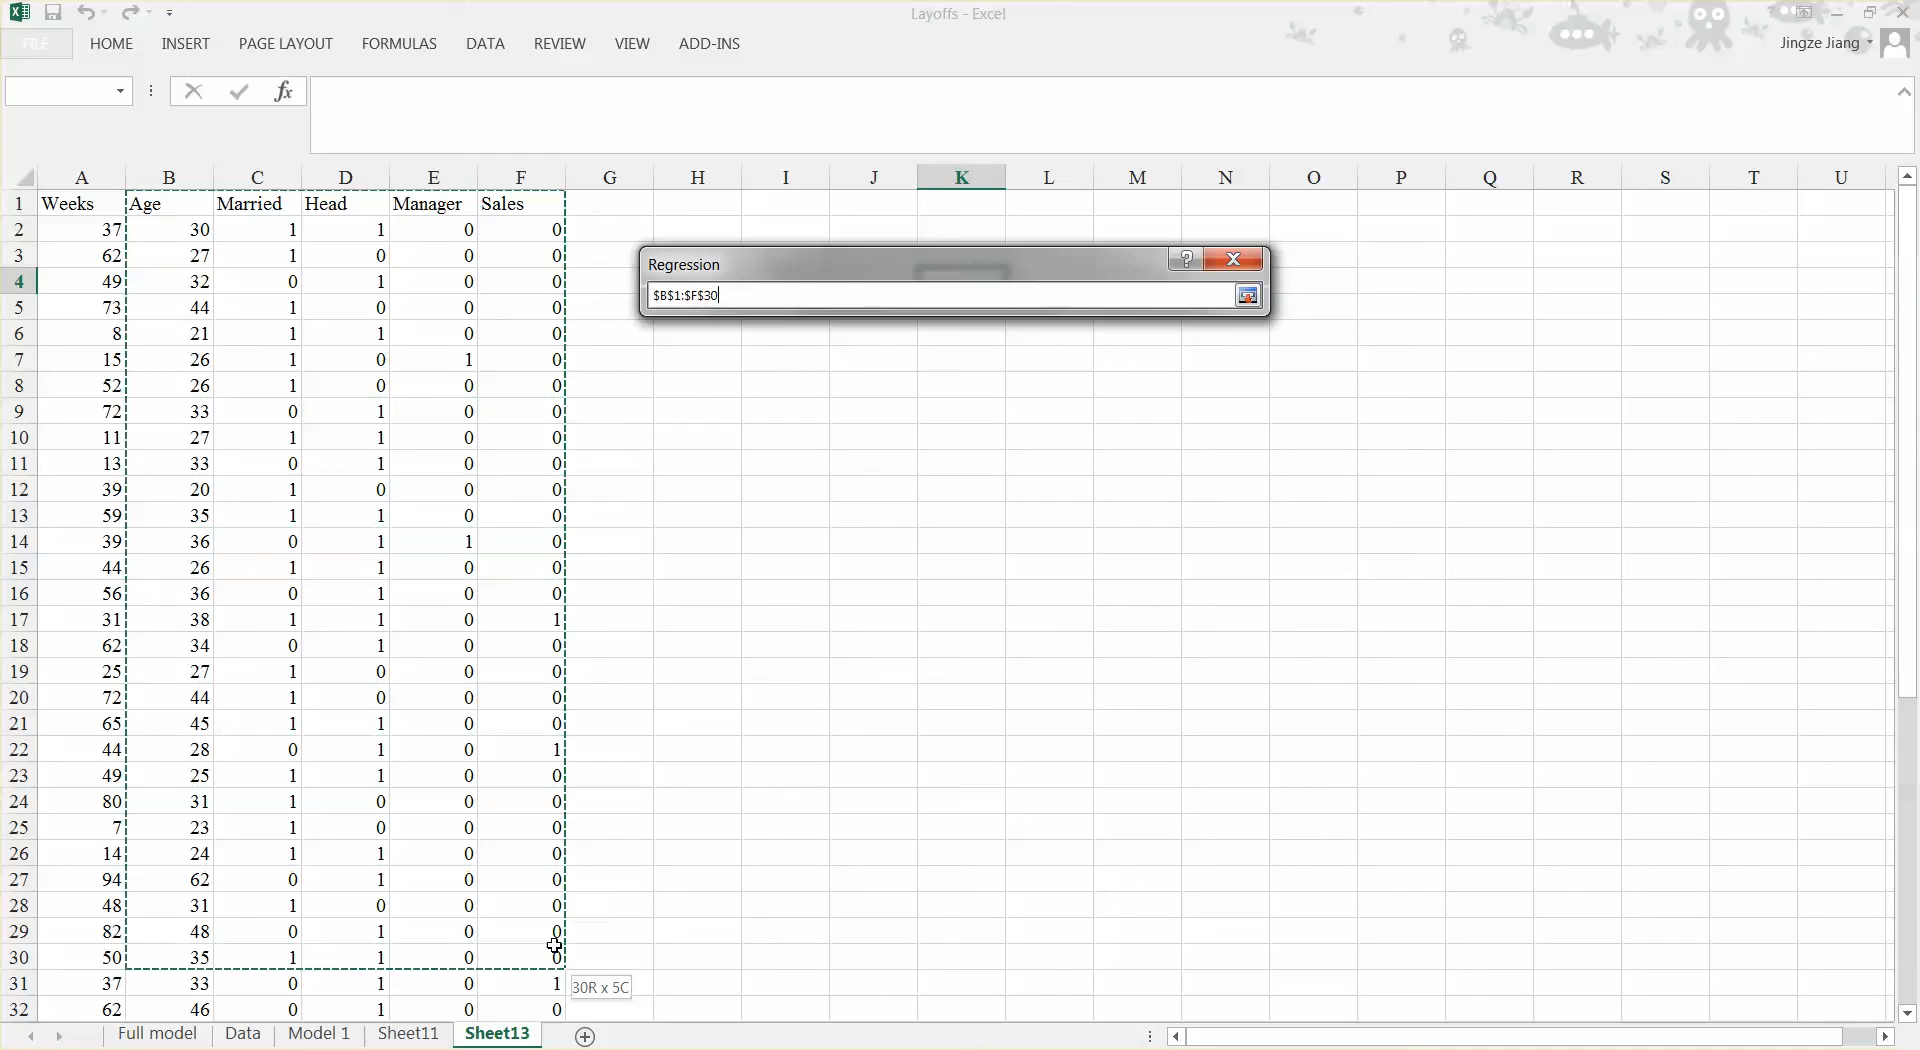 Layoffs - Excel
FILE HOME INSERT PAGE LAYOUT FORMULAS DATA REVIEW VIEW ADD-INS Jingze Jiang
fx
A B C D E F G H I J K L M N O P Q R S T U
1 Weeks Age Married Head Manager Sales
2 37 30 1 1 0 0
3 62 27 1 0 0 0
4 49 32 0 1 0 0
5 73 44 1 0 0 0
6 8 21 1 1 0 0
7 15 26 1 0 1 0
8 52 26 1 0 0 0
9 72 33 0 1 0 0
10 11 27 1 1 0 0
11 13 33 0 1 0 0
12 39 20 1 0 0 0
13 59 35 1 1 0 0
14 39 36 0 1 1 0
15 44 26 1 1 0 0
16 56 36 0 1 0 0
17 31 38 1 1 0 1
18 62 34 0 1 0 0
19 25 27 1 0 0 0
20 72 44 1 0 0 0
21 65 45 1 1 0 0
22 44 28 0 1 0 1
23 49 25 1 1 0 0
24 80 31 1 0 0 0
25 7 23 1 0 0 0
26 14 24 1 1 0 0
27 94 62 0 1 0 0
28 48 31 1 0 0 0
29 82 48 0 1 0 0
30 50 35 1 1 0 0
31 37 33 0 1 0 1
32 62 46 0 1 0 0
Regression
$B$1:$F$30
30R x 5C
Full model Data Model 1 Sheet11 Sheet13